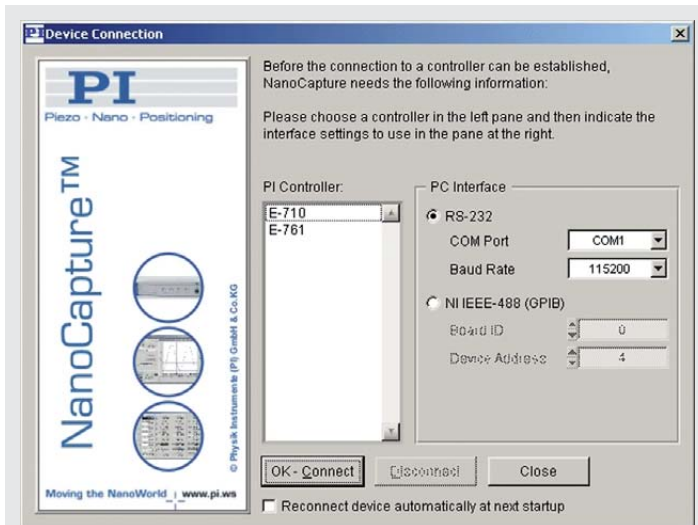 Device Connection
PI
Piezo · Nano · Positioning
NanoCapture™
© Physik Instrumente (PI) GmbH & Co.KG
Moving the NanoWorld | www.pi.ws
Before the connection to a controller can be established,
NanoCapture needs the following information:
Please choose a controller in the left pane and then indicate the
interface settings to use in the pane at the right.
PI Controller:
E-710
E-761
PC Interface
RS-232
COM Port COM1
Baud Rate 115200
NI IEEE-488 (GPIB)
Board ID 0
Device Address 4
OK - Connect Disconnect Close
Reconnect device automatically at next startup